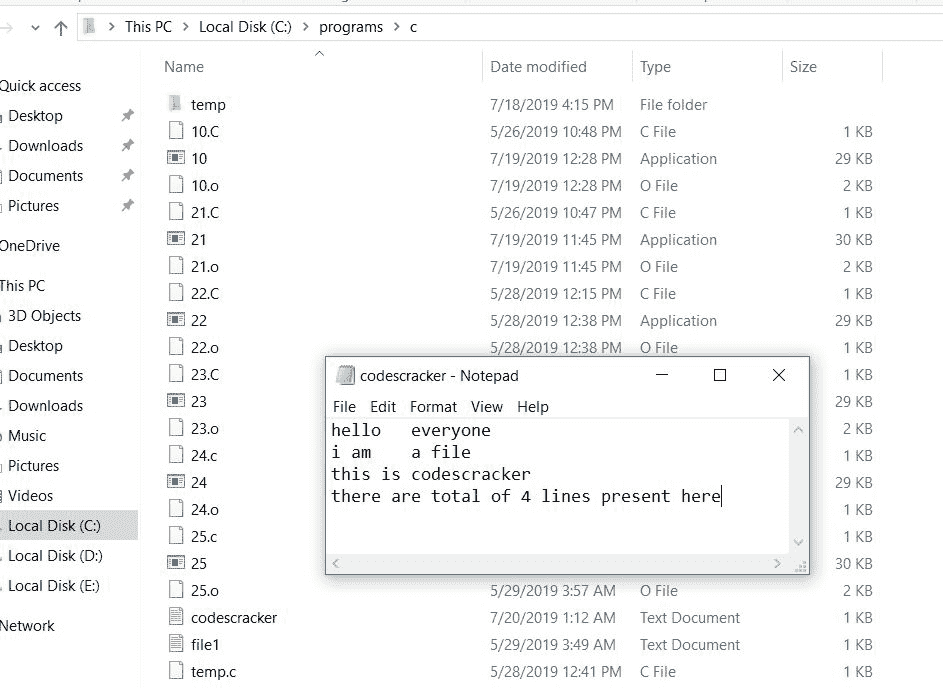 This PC > Local Disk (C:) > programs > c
Name Date modified Type Size
Quick access
Desktop
Downloads
Documents
Pictures
OneDrive
This PC
3D Objects
Desktop
Documents
Downloads
Music
Pictures
Videos
Local Disk (C:)
Local Disk (D:)
Local Disk (E:)
Network
temp 7/18/2019 4:15 PM File folder
10.C 5/26/2019 10:48 PM C File 1 KB
10 7/19/2019 12:28 PM Application 29 KB
10.o 7/19/2019 12:28 PM O File 2 KB
21.C 5/26/2019 10:47 PM C File 1 KB
21 7/19/2019 11:45 PM Application 30 KB
21.o 7/19/2019 11:45 PM O File 2 KB
22.C 5/28/2019 12:15 PM C File 1 KB
22 5/28/2019 12:38 PM Application 29 KB
22.o 5/28/2019 12:38 PM O File 1 KB
23.C 1 KB
23 29 KB
23.o 2 KB
24.c 1 KB
24 29 KB
24.o 1 KB
25.c 1 KB
25 30 KB
25.o 5/29/2019 3:57 AM O File 2 KB
codescracker 7/20/2019 1:12 AM Text Document 1 KB
file1 5/29/2019 3:49 AM Text Document 1 KB
temp.c 5/28/2019 12:41 PM C File 1 KB
codescracker - Notepad
File Edit Format View Help
hello   everyone
i am    a file
this is codescracker
there are total of 4 lines present here